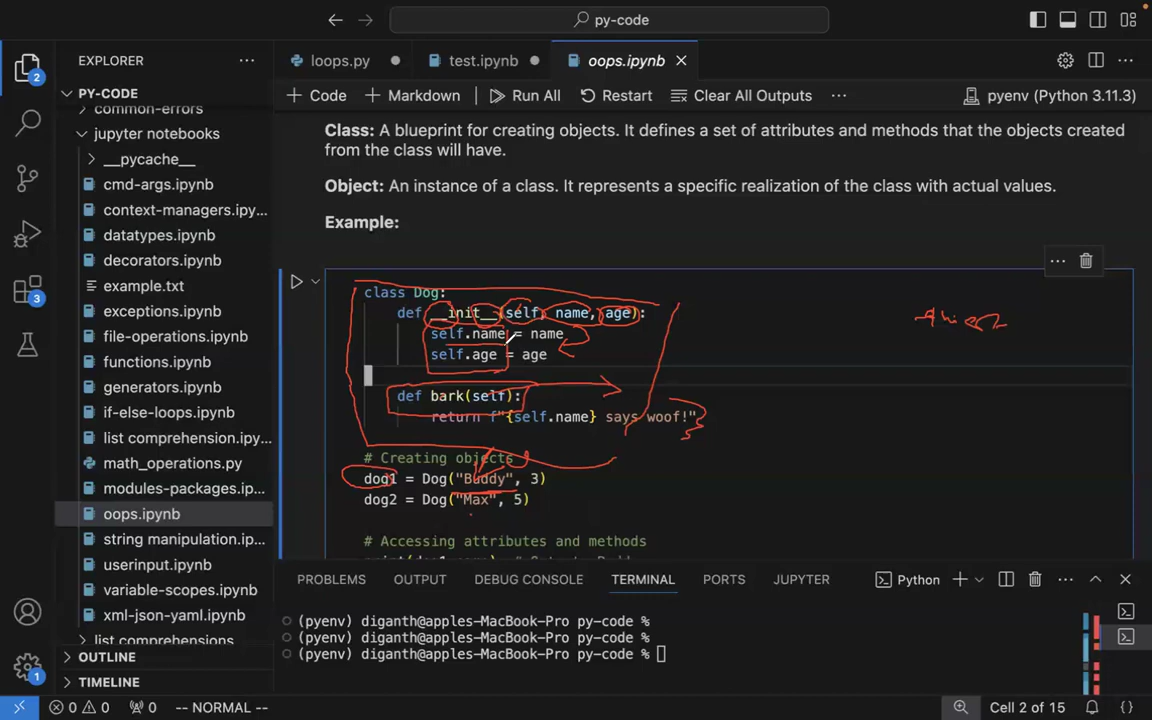 py-code
EXPLORER
loops.py
test.ipynb
oops.ipynb
2
PY-CODE
Code
Markdown
Run All
Restart
Clear All Outputs
pyenv (Python 3.11.3)
common-errors
jupyter notebooks
__pycache__
cmd-args.ipynb
context-managers.ipy...
datatypes.ipynb
decorators.ipynb
example.txt
exceptions.ipynb
file-operations.ipynb
functions.ipynb
generators.ipynb
if-else-loops.ipynb
list comprehension.ipynb
math_operations.py
modules-packages.ip...
oops.ipynb
string manipulation.ip...
userinput.ipynb
variable-scopes.ipynb
xml-json-yaml.ipynb
list comprehensions
OUTLINE
TIMELINE
3
1
Class: A blueprint for creating objects. It defines a set of attributes and methods that the objects created
from the class will have.
Object: An instance of a class. It represents a specific realization of the class with actual values.
Example:
class Dog:
def __init__(self, name, age):
self.name = name
self.age = age
def bark(self):
return f"{self.name} says woof!"
# Creating objects
dog1 = Dog("Buddy", 3)
dog2 = Dog("Max", 5)
# Accessing attributes and methods
PROBLEMS
OUTPUT
DEBUG CONSOLE
TERMINAL
PORTS
JUPYTER
Python
(pyenv) diganth@apples-MacBook-Pro py-code %
(pyenv) diganth@apples-MacBook-Pro py-code %
(pyenv) diganth@apples-MacBook-Pro py-code %
0
0
0
-- NORMAL --
Cell 2 of 15